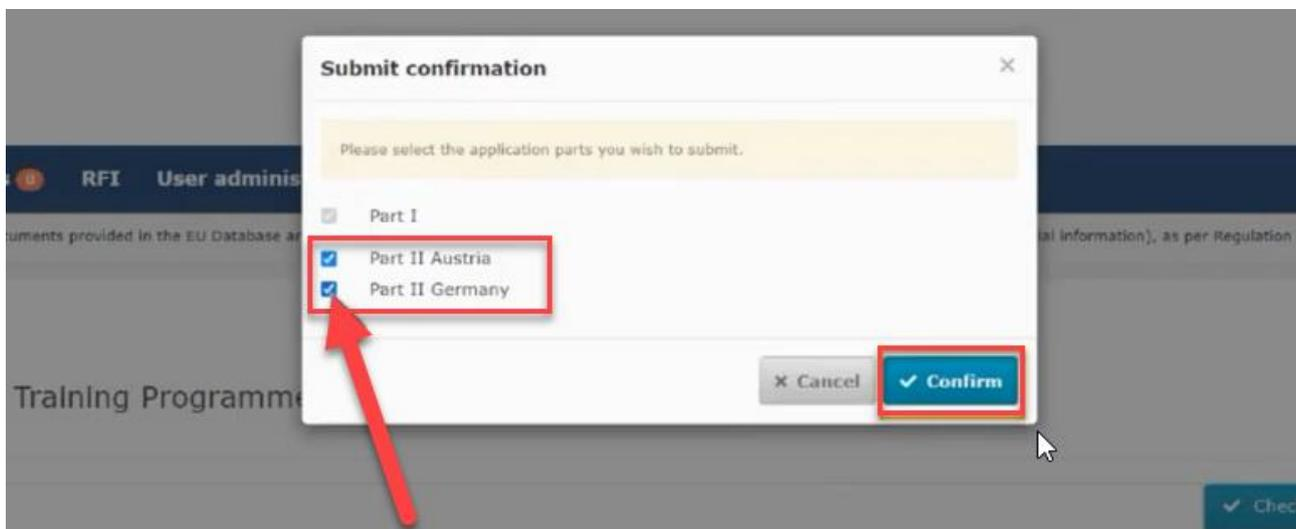 Submit confirmation
Please select the application parts you wish to submit.
RFI User adminis
Part I
uments provided in the EU Database ar
ial information), as per Regulation
Part II Austria
Part II Germany
Cancel
Confirm
Training Programme
Chec